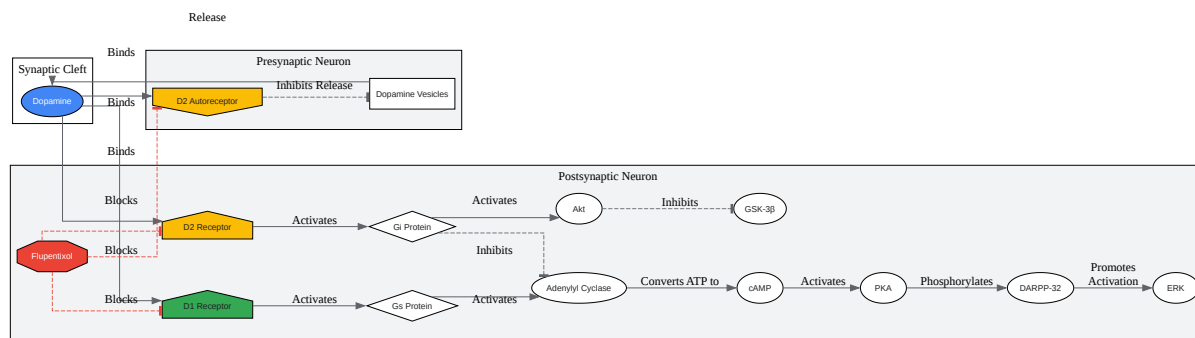 Release
Binds
Presynaptic Neuron
Synaptic Cleft
Inhibits Release
Dopamine
Binds
D2 Autoreceptor
Dopamine Vesicles
Binds
Postsynaptic Neuron
Blocks
Activates
Akt
Inhibits
GSK-3β
D2 Receptor
Activates
Gi Protein
Flupentixol
Blocks
Inhibits
Blocks
D1 Receptor
Activates
Gs Protein
Activates
Adenylyl Cyclase
Converts ATP to
cAMP
Activates
PKA
Phosphorylates
DARPP-32
Promotes
Activation
ERK